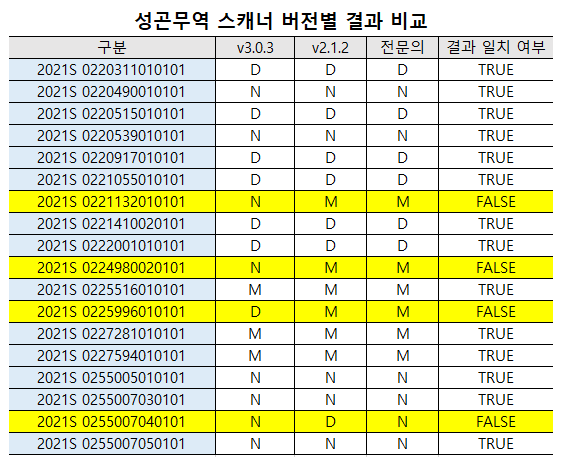 성곤무역 스캐너 버전별 결과 비교
구분 v3.0.3 v2.1.2 전문의 결과 일치 여부
2021S 0220311010101 D D D TRUE
2021S 0220490010101 N N N TRUE
2021S 0220515010101 D D D TRUE
2021S 0220539010101 N N N TRUE
2021S 0220917010101 D D D TRUE
2021S 0221055010101 D D D TRUE
2021S 0221132010101 N M M FALSE
2021S 0221410020101 D D D TRUE
2021S 0222001010101 D D D TRUE
2021S 0224980020101 N M M FALSE
2021S 0225516010101 M M M TRUE
2021S 0225996010101 D M M FALSE
2021S 0227281010101 M M M TRUE
2021S 0227594010101 M M M TRUE
2021S 0255005010101 N N N TRUE
2021S 0255007030101 N N N TRUE
2021S 0255007040101 N D N FALSE
2021S 0255007050101 N N N TRUE